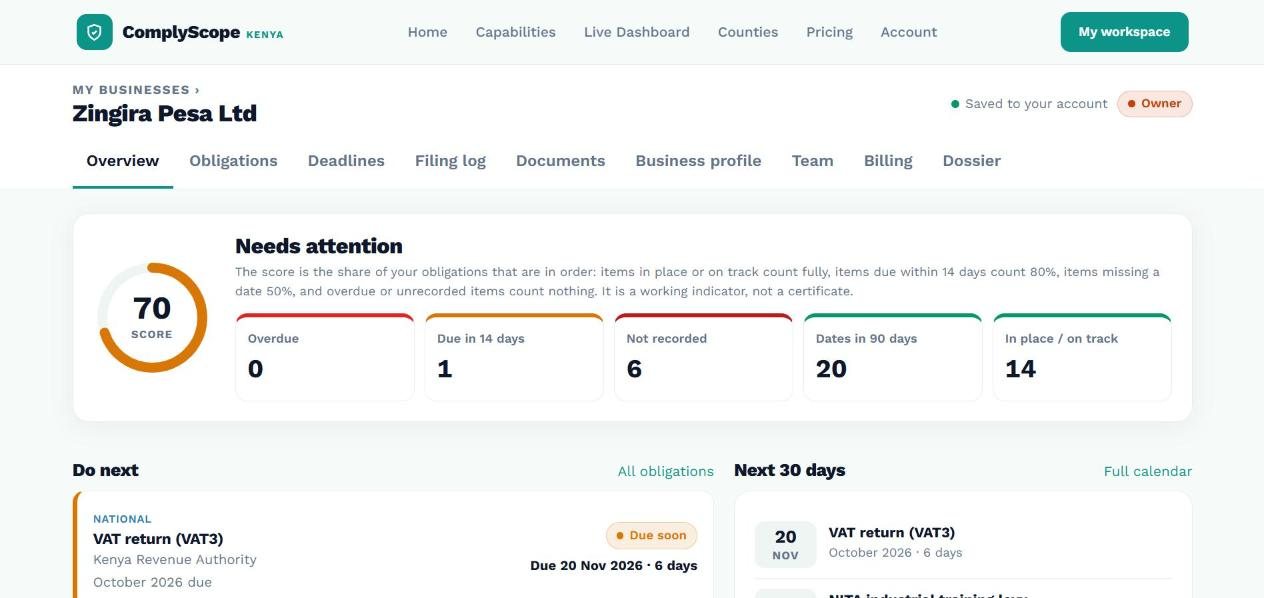 ComplyScope KENYA
Home
Capabilities
Live Dashboard
Counties
Pricing
Account
My workspace
MY BUSINESSES ›
Zingira Pesa Ltd
Saved to your account
Owner
Overview
Obligations
Deadlines
Filing log
Documents
Business profile
Team
Billing
Dossier
70
SCORE
Needs attention
The score is the share of your obligations that are in order: items in place or on track count fully, items due within 14 days count 80%, items missing a
date 50%, and overdue or unrecorded items count nothing. It is a working indicator, not a certificate.
Overdue
0
Due in 14 days
1
Not recorded
6
Dates in 90 days
20
In place / on track
14
Do next
All obligations
NATIONAL
VAT return (VAT3)
Kenya Revenue Authority
October 2026 due
Due soon
Due 20 Nov 2026 · 6 days
Next 30 days
Full calendar
20
NOV
VAT return (VAT3)
October 2026 · 6 days
NITA industrial training levy